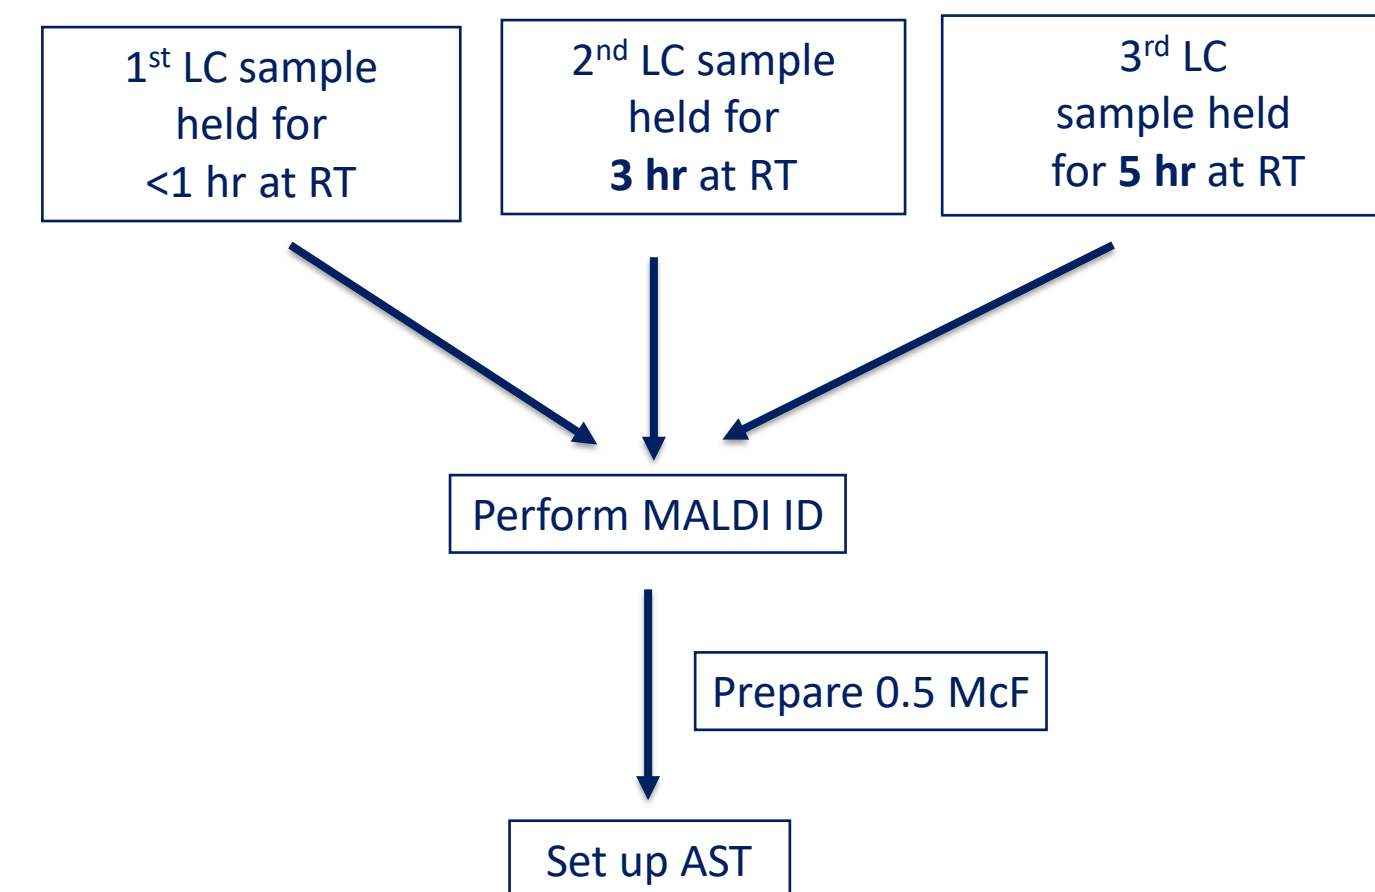 1st LC sample
held for
<1 hr at RT
2nd LC sample
held for
3 hr at RT
3rd LC
sample held
for 5 hr at RT
Perform MALDI ID
Prepare 0.5 McF
Set up AST